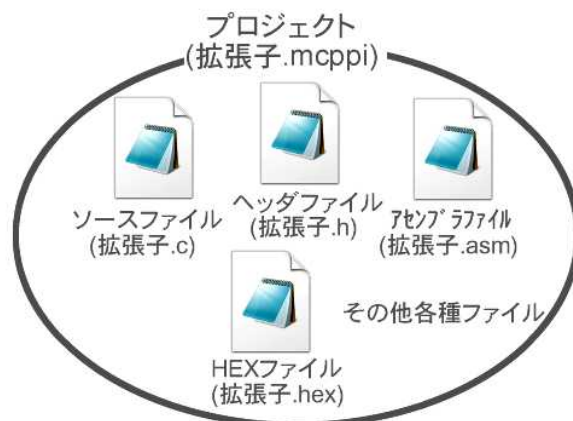 プロジェクト
(拡張子.mcppi)
ソースファイル
(拡張子.c)
ヘッダファイル
(拡張子.h)
ｱｾﾝﾌﾞﾗﾌｧｲﾙ
(拡張子.asm)
HEXファイル
(拡張子.hex)
その他各種ファイル